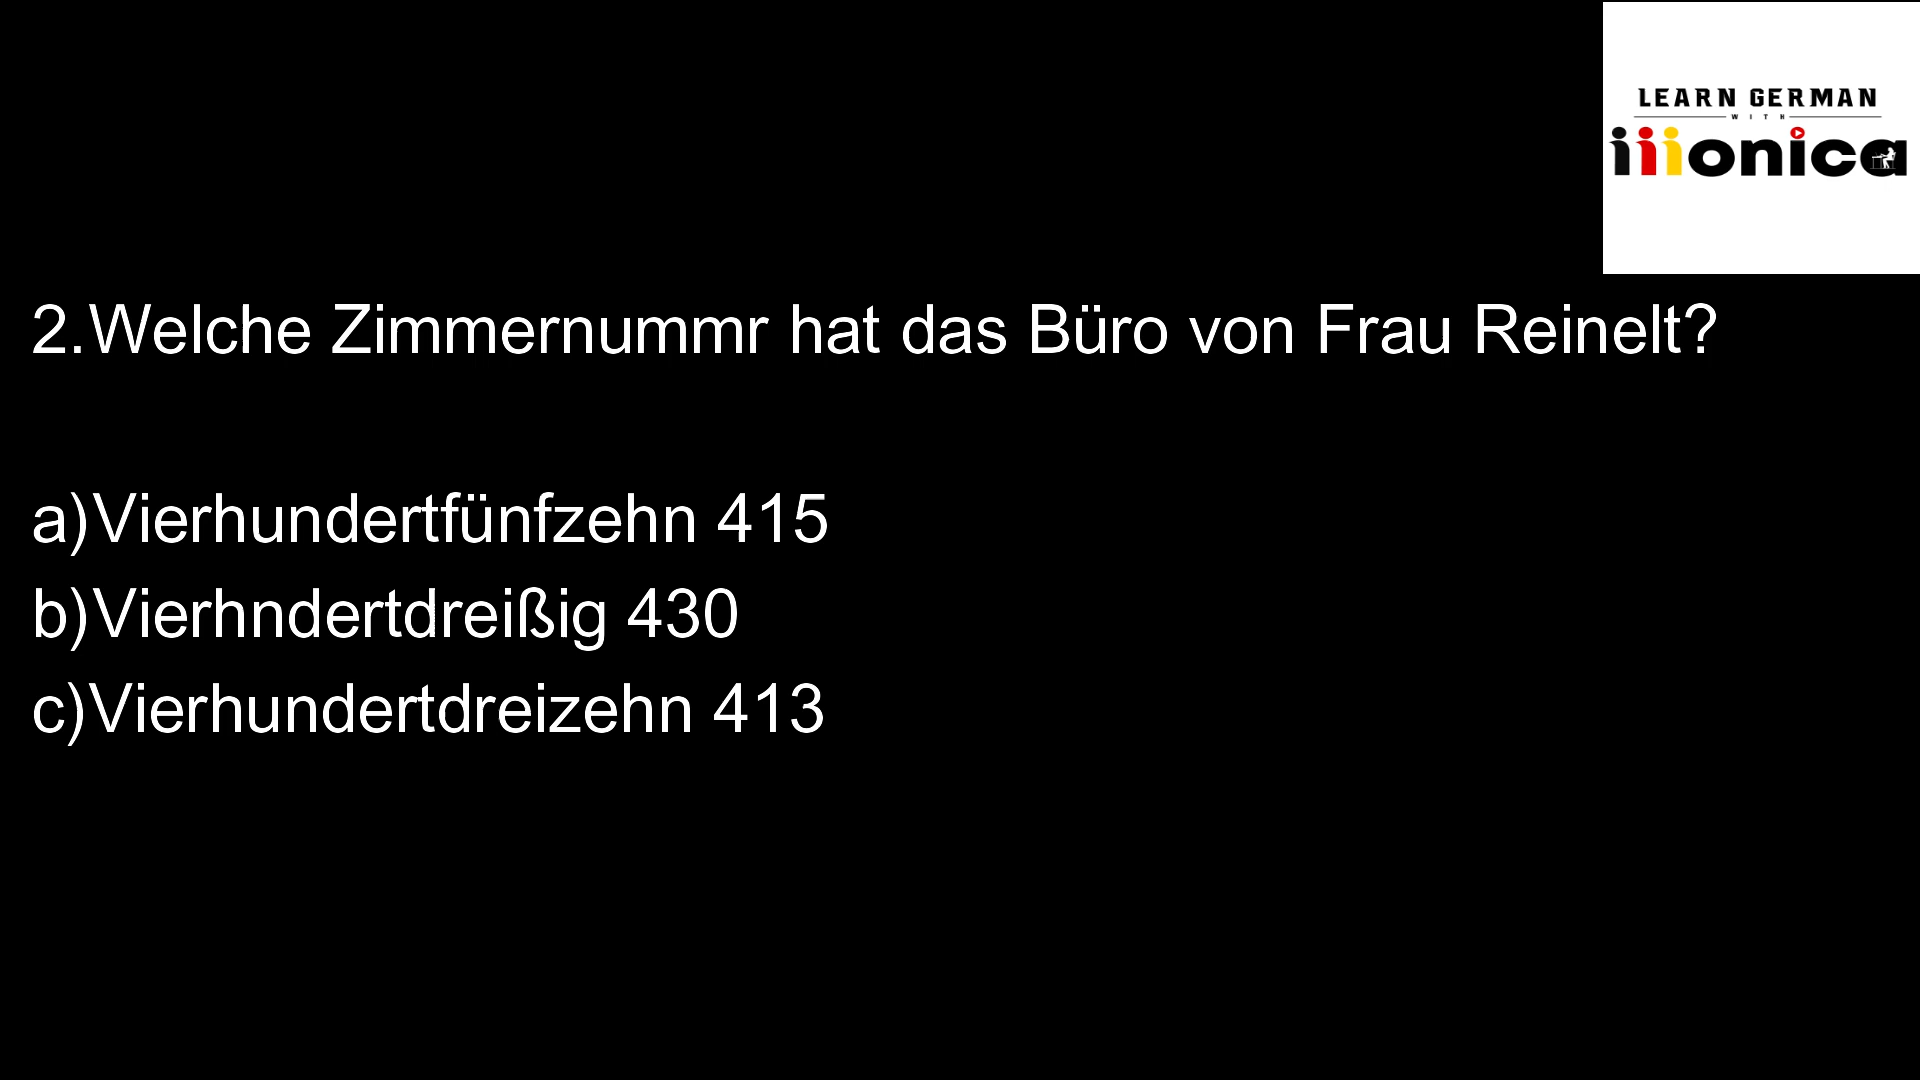 LEARN GERMAN
WITH
monica
2.Welche Zimmernummr hat das Büro von Frau Reinelt?
a)Vierhundertfünfzehn 415
b)Vierhndertdreißig 430
c)Vierhundertdreizehn 413